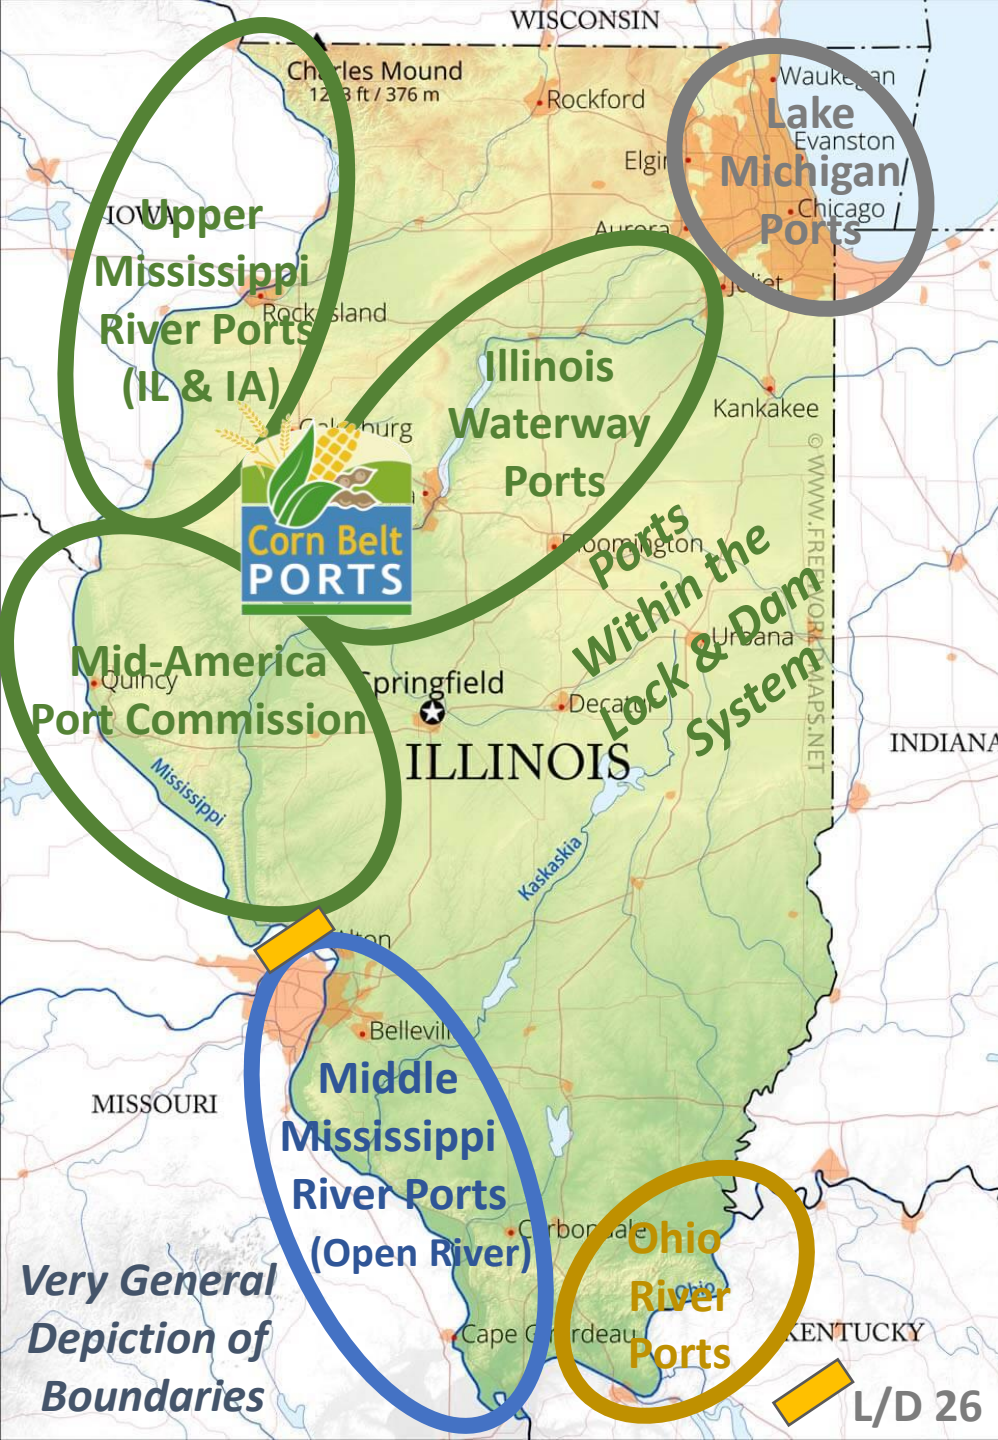 WISCONSIN
Charles Mound
Waukegan
Rockford
Lake
Evanston
Elgin
Michigan
IOWA
Upper
Chicago
Ports
Aurora
Mississippi
Joliet
Rock Island
River Ports
(IL & IA)
Illinois
Waterway
Ports
Kankakee
Galesburg
Corn Belt
PORTS
Bloomington
Ports
Within the
Lock & Dam
System
Urbana
© WWW.FREEWORLDMAPS.NET
Mid-America
Quincy
Port Commission
Springfield
Decatur
ILLINOIS
INDIANA
Mississippi
Kaskaskia
Alton
Belleville
Middle
Mississippi
River Ports
(Open River)
MISSOURI
Carbondale
Ohio
River
Ports
Ohio
Very General
Depiction of
Boundaries
Cape Girardeau
KENTUCKY
L/D 26